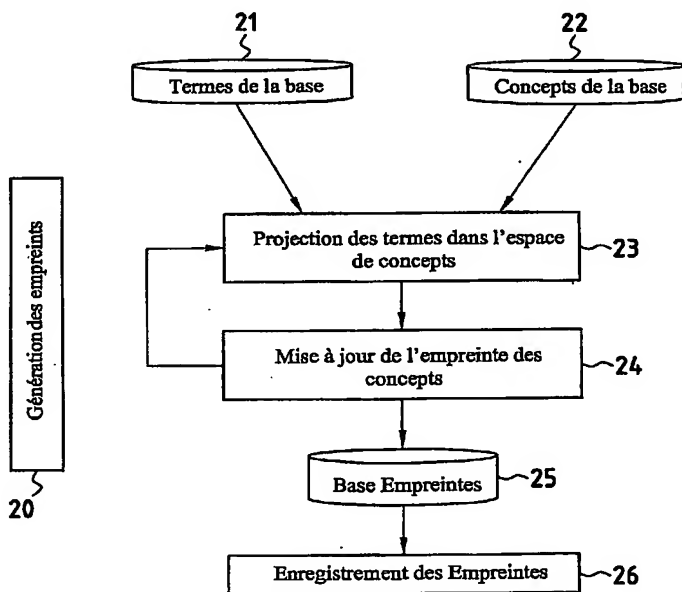 21
22
Termes de la base
Concepts de la base
Projection des termes dans l'espace
de concepts
23
Mise à jour de l'empreinte des
concepts
24
Génération des empreints
20
Base Empreintes
25
Enregistrement des Empreintes
26